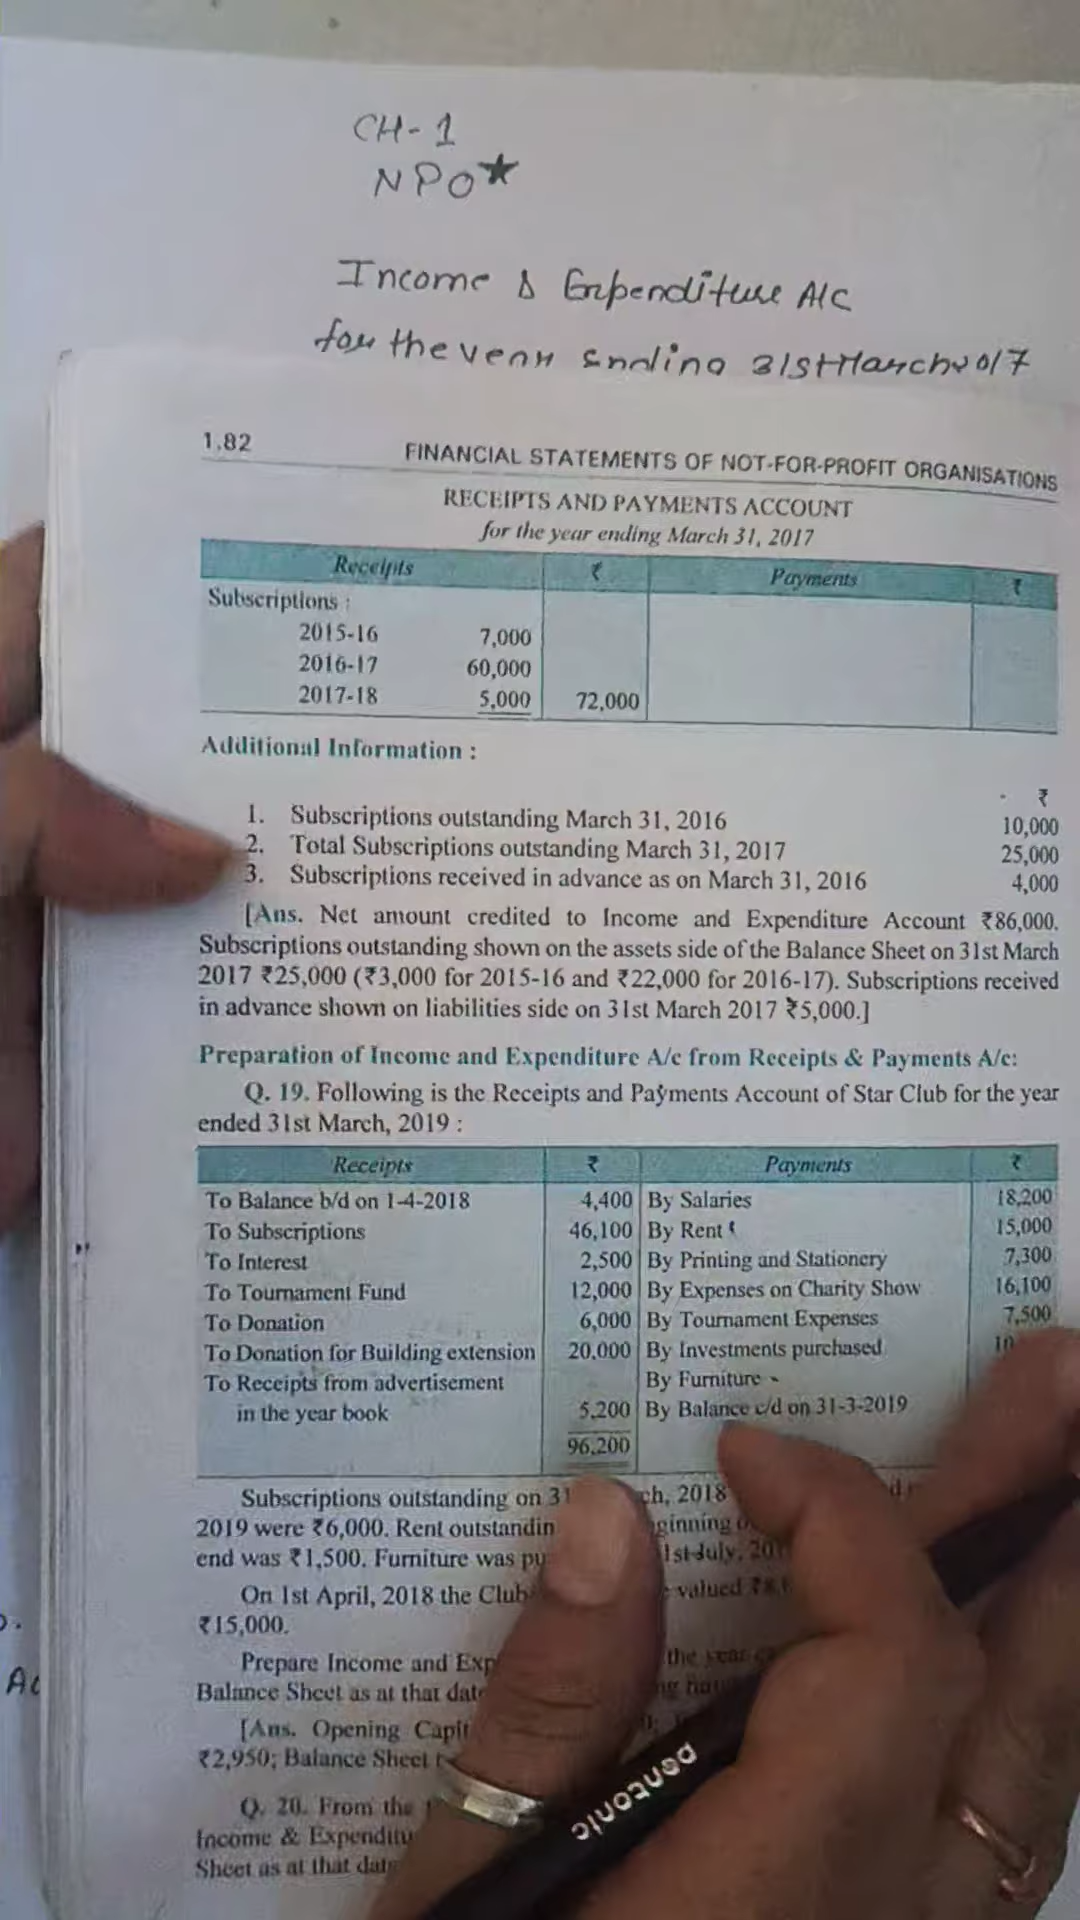 CH-1
NPO★
Income & Expenditure A/C
for the year Ending 31st March 2017
1.82 FINANCIAL STATEMENTS OF NOT-FOR-PROFIT ORGANISATIONS
RECEIPTS AND PAYMENTS ACCOUNT
for the year ending March 31, 2017
Receipts ₹ Payments ₹
Subscriptions :
2015-16 7,000
2016-17 60,000
2017-18 5,000 72,000
Additional Information :
₹
1. Subscriptions outstanding March 31, 2016 10,000
2. Total Subscriptions outstanding March 31, 2017 25,000
3. Subscriptions received in advance as on March 31, 2016 4,000
[Ans. Net amount credited to Income and Expenditure Account ₹86,000.
Subscriptions outstanding shown on the assets side of the Balance Sheet on 31st March
2017 ₹25,000 (₹3,000 for 2015-16 and ₹22,000 for 2016-17). Subscriptions received
in advance shown on liabilities side on 31st March 2017 ₹5,000.]
Preparation of Income and Expenditure A/c from Receipts & Payments A/c:
Q. 19. Following is the Receipts and Payments Account of Star Club for the year
ended 31st March, 2019 :
Receipts ₹ Payments ₹
To Balance b/d on 1-4-2018 4,400 By Salaries 18,200
To Subscriptions 46,100 By Rent 15,000
To Interest 2,500 By Printing and Stationery 7,300
To Tournament Fund 12,000 By Expenses on Charity Show 16,100
To Donation 6,000 By Tournament Expenses 7,500
To Donation for Building extension 20,000 By Investments purchased
To Receipts from advertisement By Furniture
in the year book 5,200 By Balance c/d on 31-3-2019
96,200
Subscriptions outstanding on 2018
2019 were ₹6,000. Rent
end was ₹1,500. Furniture was 1st July,
On 1st April, 2018 the Club valued
₹15,000.
Prepare Income and the year
Balance Sheet as at that
[Ans. Opening
₹2,950; Balance Sheet
pentonic
Q. 20. From the
Income &
Sheet as at that